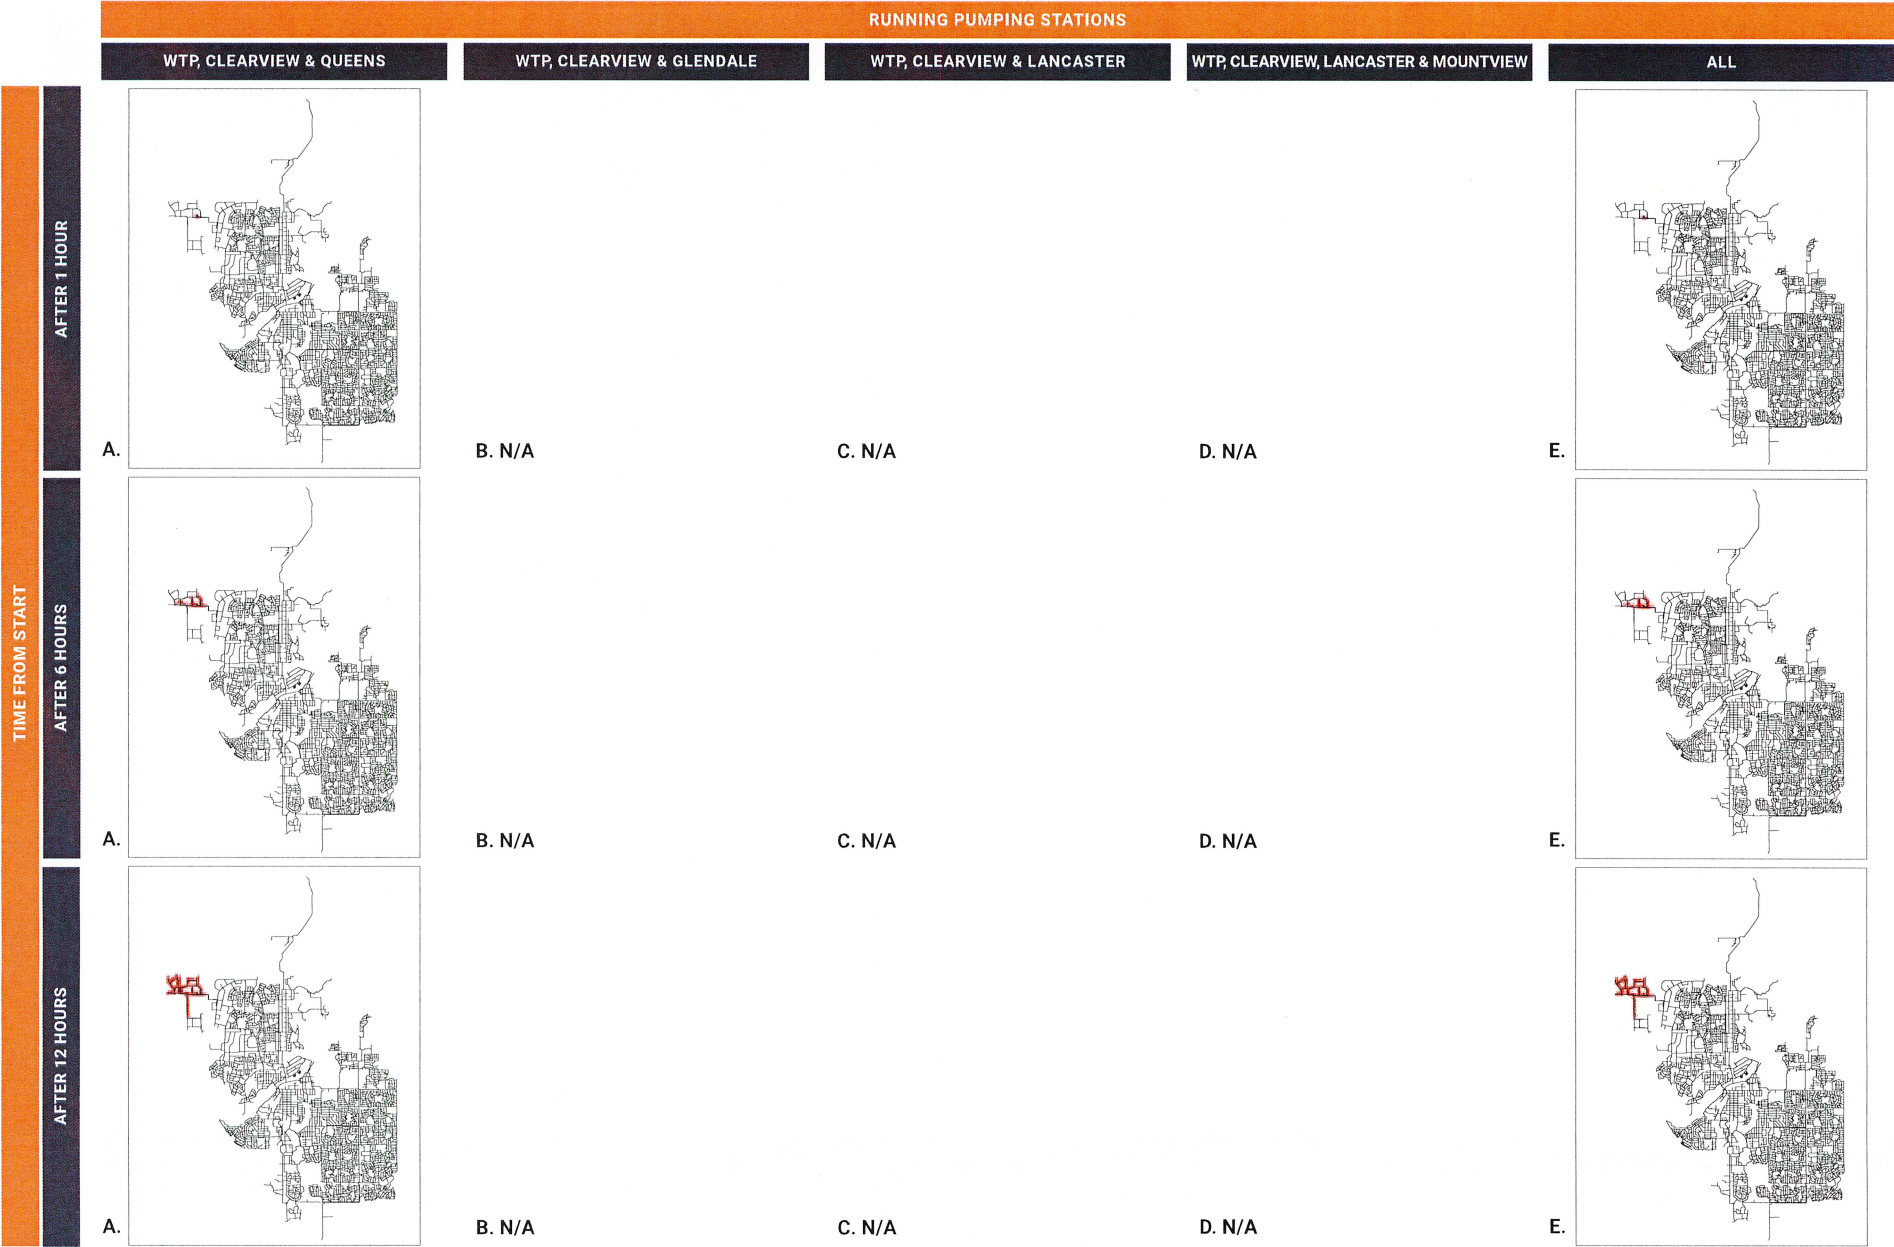 RUNNING PUMPING STATIONS
WTP, CLEARVIEW & QUEENS
WTP, CLEARVIEW & GLENDALE
WTP, CLEARVIEW & LANCASTER
WTP, CLEARVIEW, LANCASTER & MOUNTVIEW
ALL
TIME FROM START
AFTER 1 HOUR
A.
B. N/A
C. N/A
D. N/A
E.
AFTER 6 HOURS
A.
B. N/A
C. N/A
D. N/A
E.
AFTER 12 HOURS
A.
B. N/A
C. N/A
D. N/A
E.